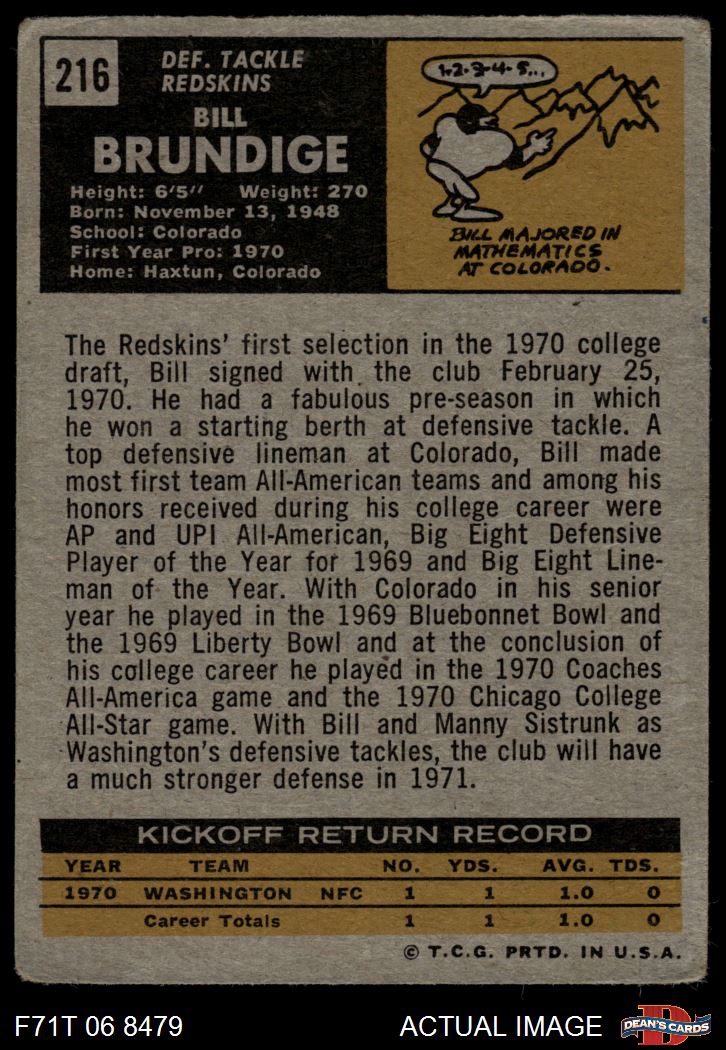 216
DEF. TACKLE
REDSKINS
BILL
BRUNDIGE
Height: 6'5" Weight: 270
Born: November 13, 1948
School: Colorado
First Year Pro: 1970
Home: Haxtun, Colorado
1-2-3-4-5...
BILL MAJORED IN
MATHEMATICS
AT COLORADO.
The Redskins' first selection in the 1970 college
draft, Bill signed with the club February 25,
1970. He had a fabulous pre-season in which
he won a starting berth at defensive tackle. A
top defensive lineman at Colorado, Bill made
most first team All-American teams and among his
honors received during his college career were
AP and UPI All-American, Big Eight Defensive
Player of the Year for 1969 and Big Eight Line-
man of the Year. With Colorado in his senior
year he played in the 1969 Bluebonnet Bowl and
the 1969 Liberty Bowl and at the conclusion of
his college career he played in the 1970 Coaches
All-America game and the 1970 Chicago College
All-Star game. With Bill and Manny Sistrunk as
Washington's defensive tackles, the club will have
a much stronger defense in 1971.
KICKOFF RETURN RECORD
YEAR TEAM NO. YDS. AVG. TDS.
1970 WASHINGTON NFC 1 1 1.0 0
Career Totals 1 1 1.0 0
© T.C.G. PRTD. IN U.S.A.
F71T 06 8479 ACTUAL IMAGE
D
DEAN'S CARDS